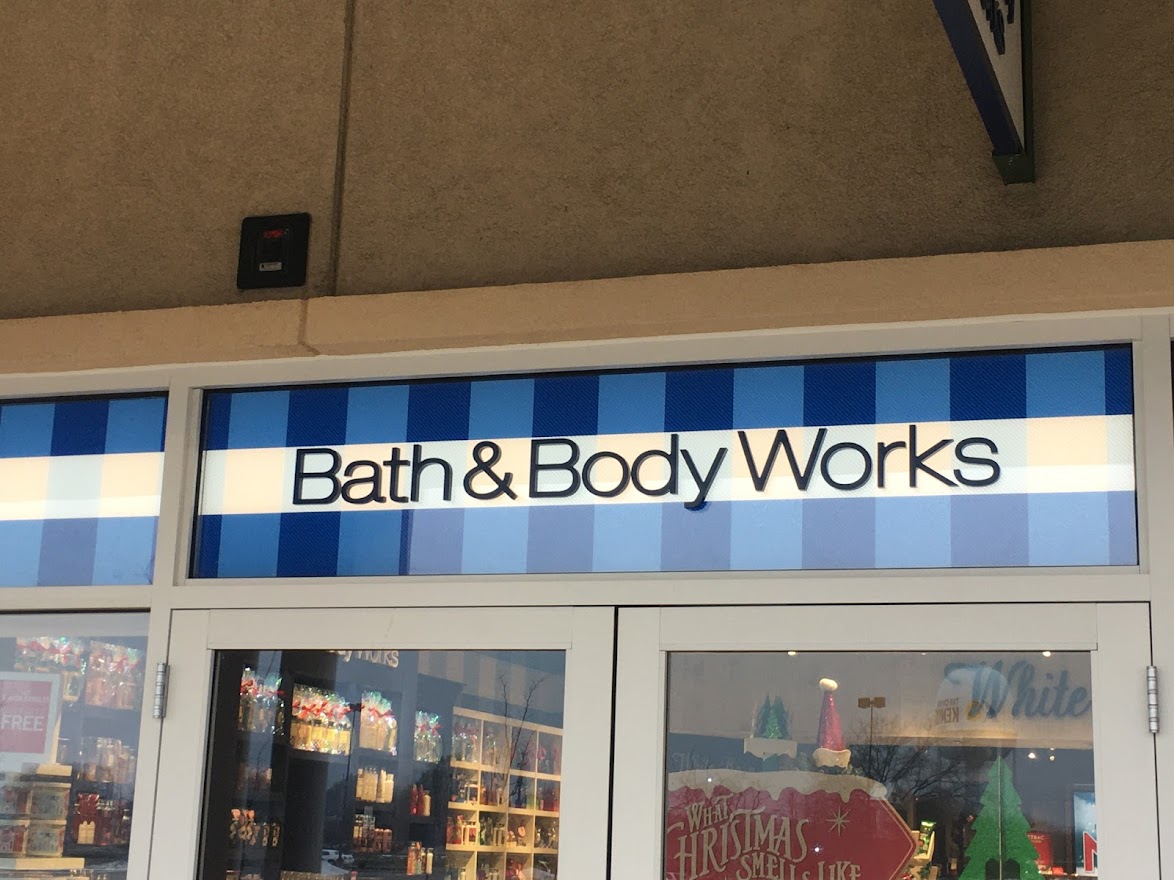 Bath & Body Works
FREE
White
WHAT
CHRISTMAS
SMELLS LIKE